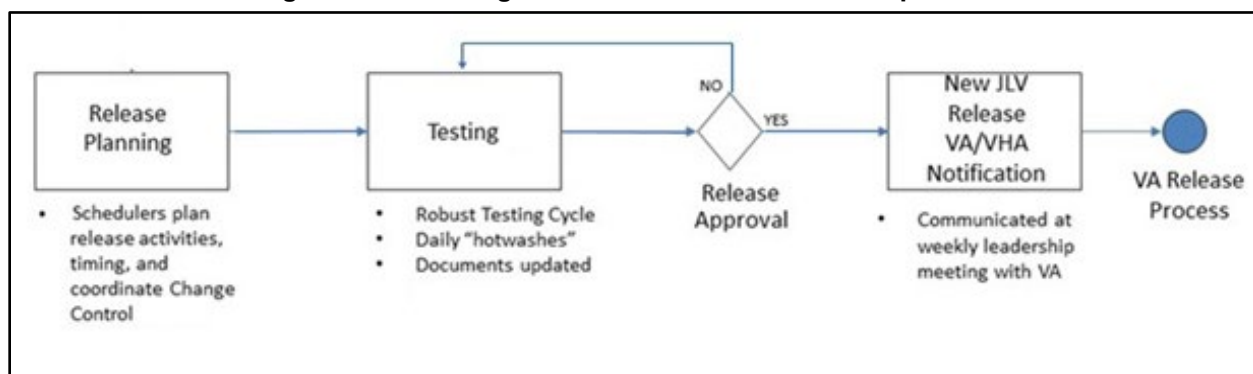 Release
Planning
• Schedulers plan
release activities,
timing, and
coordinate Change
Control
Testing
• Robust Testing Cycle
• Daily “hotwashes”
• Documents updated
NO
YES
Release
Approval
New JLV
Release
VA/VHA
Notification
• Communicated at
weekly leadership
meeting with VA
VA Release
Process